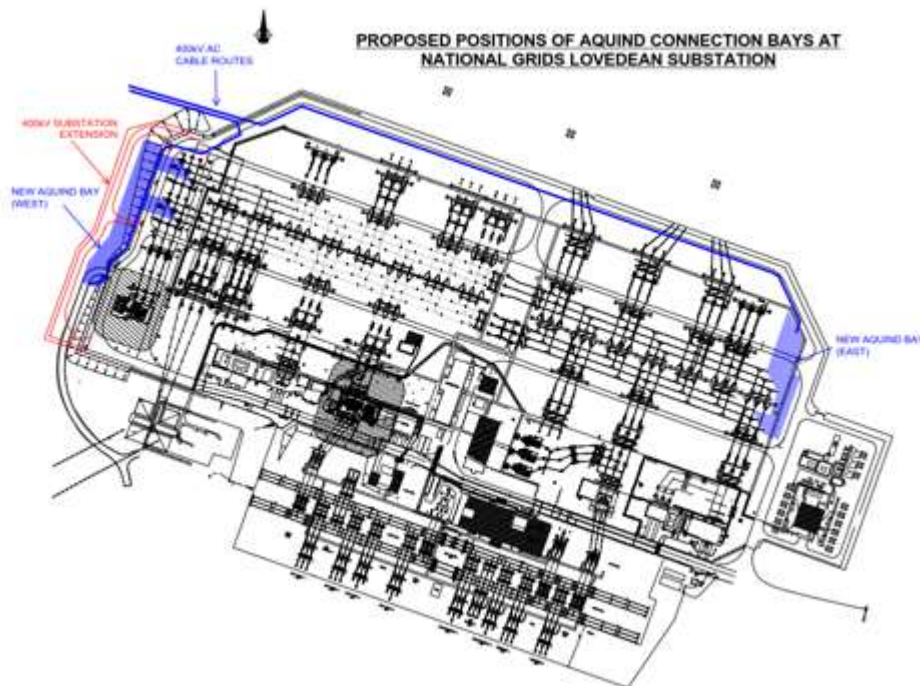 PROPOSED POSITIONS OF AQUIND CONNECTION BAYS AT
NATIONAL GRIDS LOVEDEAN SUBSTATION
400kV AC
CABLE ROUTES
400kV SUBSTATION
EXTENSION
NEW AQUIND BAY
(WEST)
NEW AQUIND BAY
(EAST)